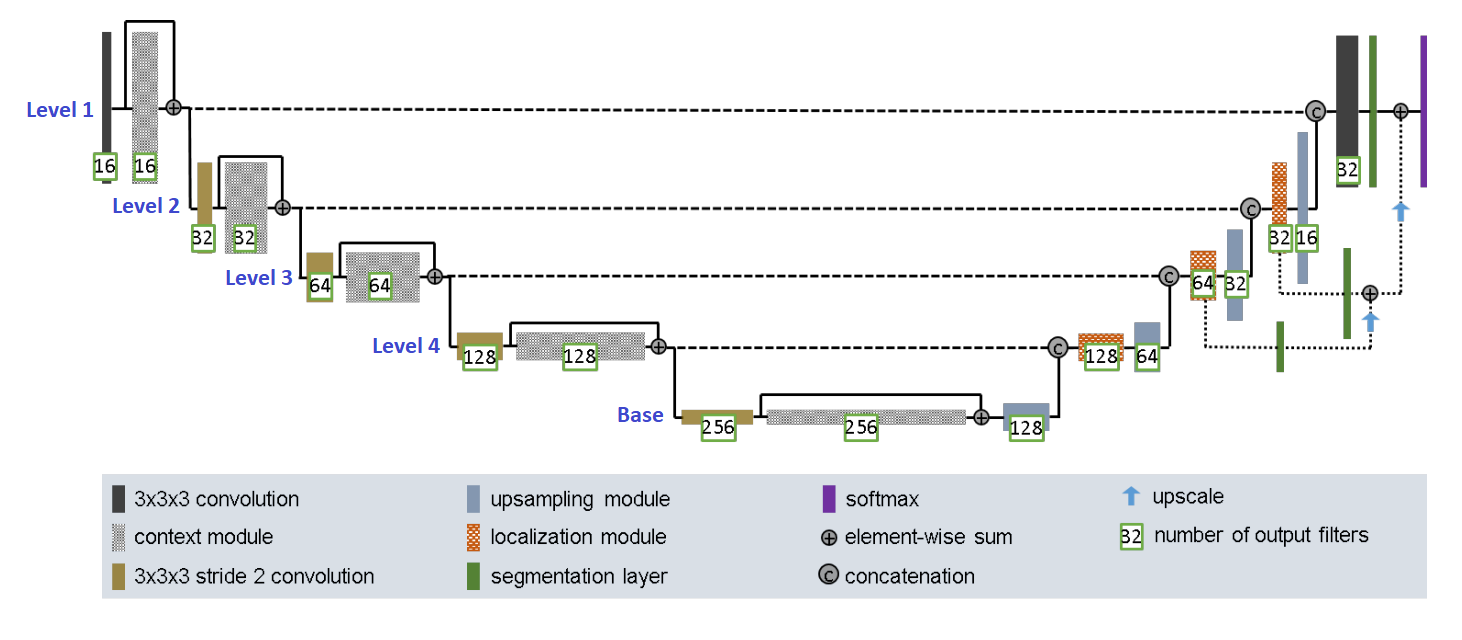 Level 1
16
16
C
32
Level 2
32
32
C
32
16
Level 3
64
64
C
64
32
Level 4
128
128
C
128
64
Base
256
256
128
3x3x3 convolution
upsampling module
softmax
upscale
context module
localization module
element-wise sum
32
number of output filters
3x3x3 stride 2 convolution
segmentation layer
C
concatenation